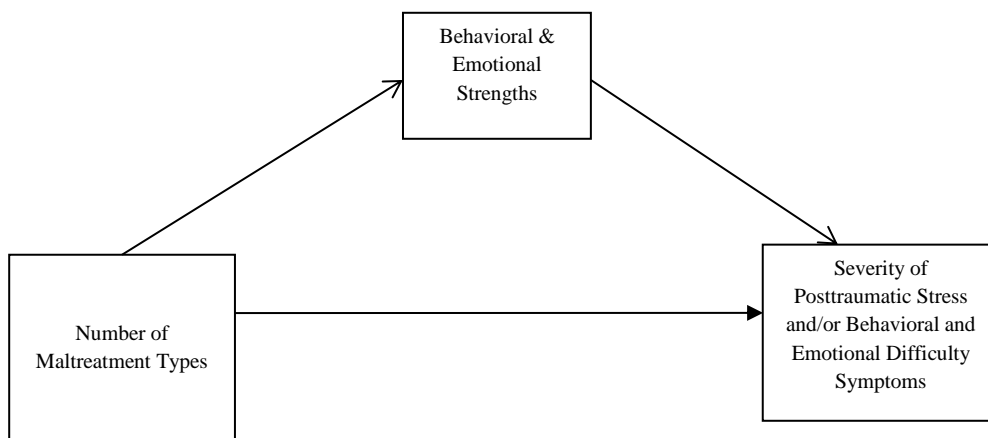 Behavioral &
Emotional
Strengths
Number of
Maltreatment Types
Severity of
Posttraumatic Stress
and/or Behavioral and
Emotional Difficulty
Symptoms